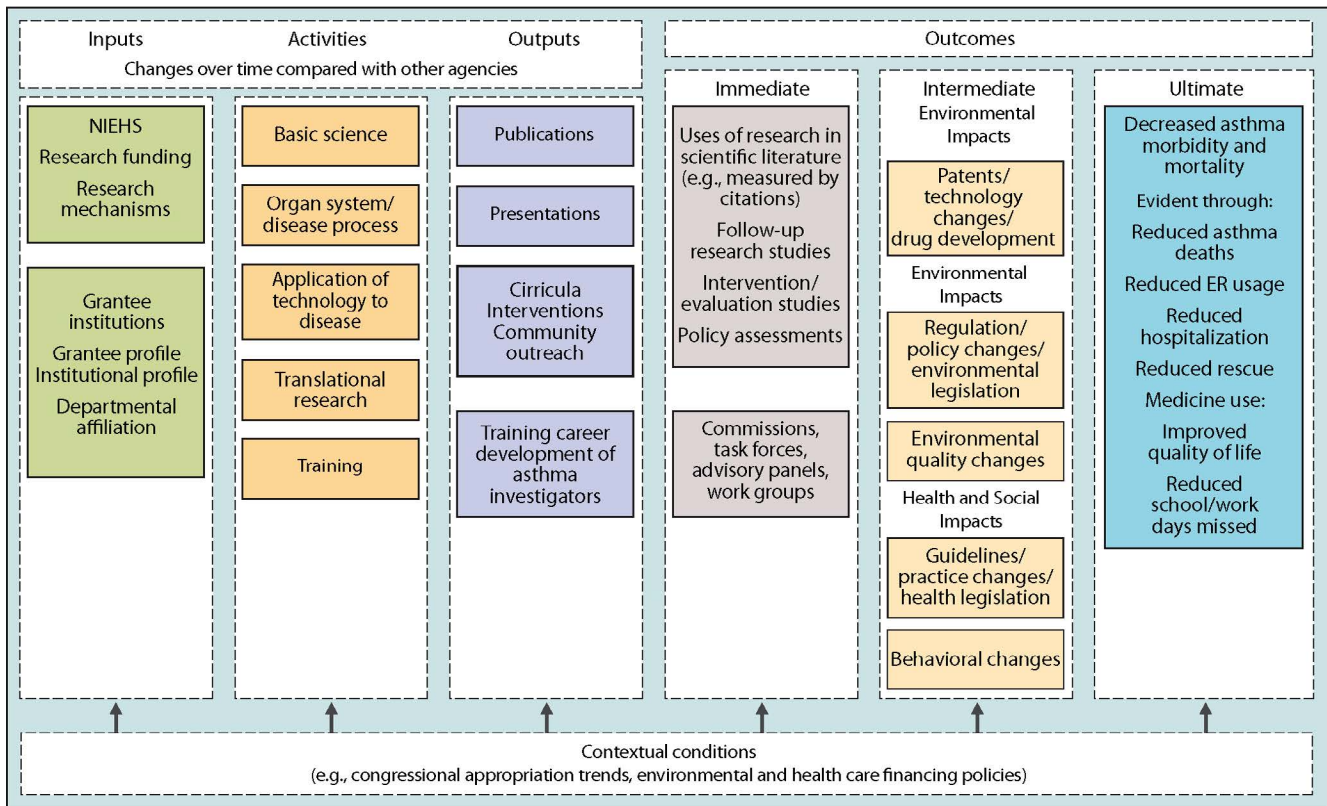 Inputs
Activities
Outputs
Changes over time compared with other agencies
Outcomes
NIEHS
Research funding
Research
mechanisms
Grantee
institutions
Grantee profile
Institutional profile
Departmental
affiliation
Basic science
Organ system/
disease process
Application of
technology to
disease
Translational
research
Training
Publications
Presentations
Cirricula
Interventions
Community
outreach
Training career
development of
asthma
investigators
Immediate
Uses of research in
scientific literature
(e.g., measured by
citations)
Follow-up
research studies
Intervention/
evaluation studies
Policy assessments
Commissions,
task forces,
advisory panels,
work groups
Intermediate
Environmental
Impacts
Patents/
technology
changes/
drug development
Environmental
Impacts
Regulation/
policy changes/
environmental
legislation
Environmental
quality changes
Health and Social
Impacts
Guidelines/
practice changes/
health legislation
Behavioral changes
Ultimate
Decreased asthma
morbidity and
mortality
Evident through:
Reduced asthma
deaths
Reduced ER usage
Reduced
hospitalization
Reduced rescue
Medicine use:
Improved
quality of life
Reduced
school/work
days missed
Contextual conditions
(e.g., congressional appropriation trends, environmental and health care financing policies)